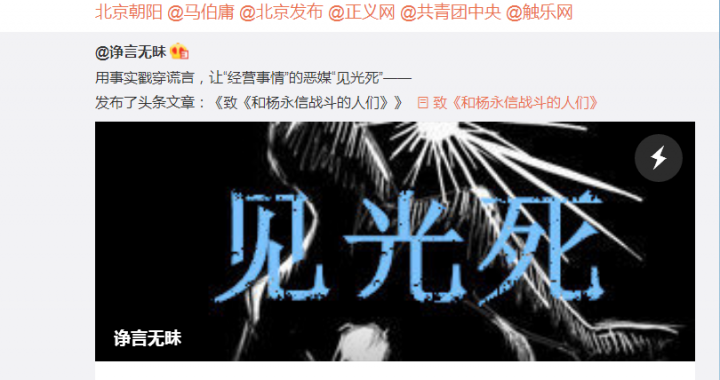 北京朝阳 @马伯庸 @北京发布 @正义网 @共青团中央 @触乐网
@诤言无昧
用事实戳穿谎言，让“经营事情”的恶媒“见光死”——
发布了头条文章：《致《和杨永信战斗的人们》》 致《和杨永信战斗的人们》
见光死
诤言无昧